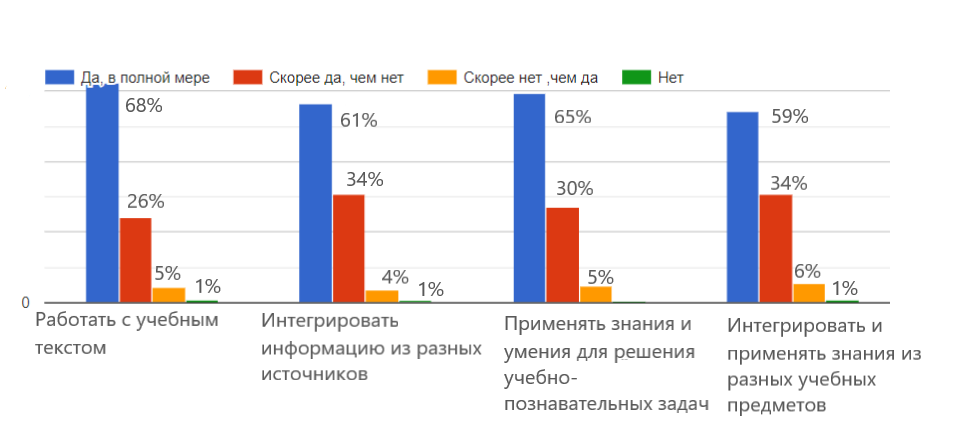 Да, в полной мере Скорее да, чем нет Скорее нет ,чем да Нет
68% 26% 5% 1%
61% 34% 4% 1%
65% 30% 5%
59% 34% 6% 1%
0
Работать с учебным
текстом
Интегрировать
информацию из разных
источников
Применять знания и
умения для решения
учебно-
познавательных задач
Интегрировать и
применять знания из
разных учебных
предметов